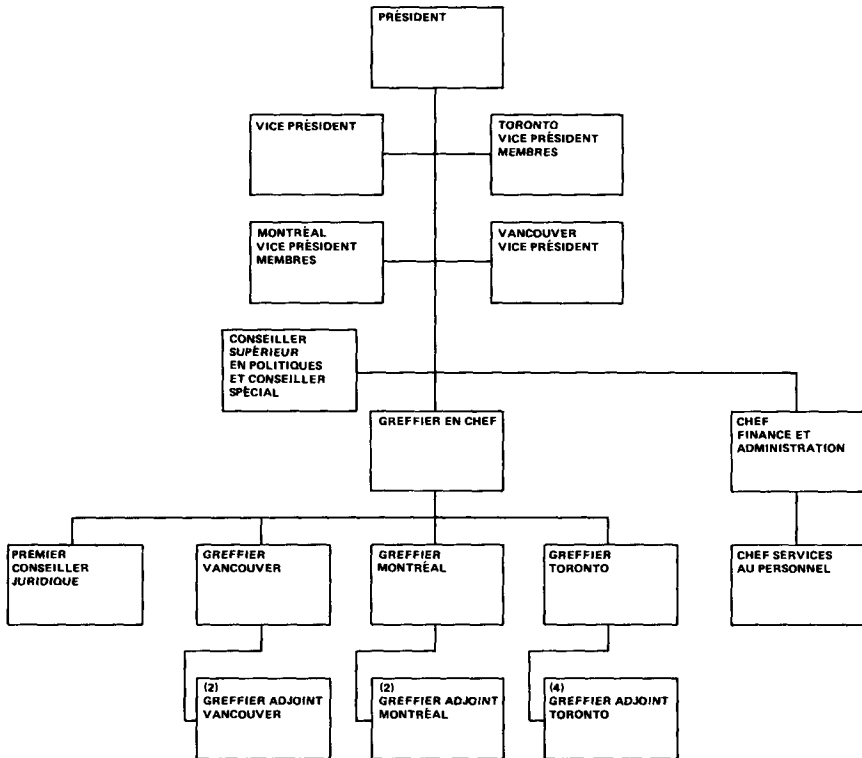 PRÉSIDENT
VICE PRÉSIDENT
TORONTO
VICE PRÉSIDENT
MEMBRES
MONTRÉAL
VICE PRÉSIDENT
MEMBRES
VANCOUVER
VICE PRÉSIDENT
CONSEILLER
SUPÉRIEUR
EN POLITIQUES
ET CONSEILLER
SPÉCIAL
GREFFIER EN CHEF
CHEF
FINANCE ET
ADMINISTRATION
PREMIER
CONSEILLER
JURIDIQUE
GREFFIER
VANCOUVER
GREFFIER
MONTRÉAL
GREFFIER
TORONTO
CHEF SERVICES
AU PERSONNEL
(2)
GREFFIER ADJOINT
VANCOUVER
(2)
GREFFIER ADJOINT
MONTRÉAL
(4)
GREFFIER ADJOINT
TORONTO